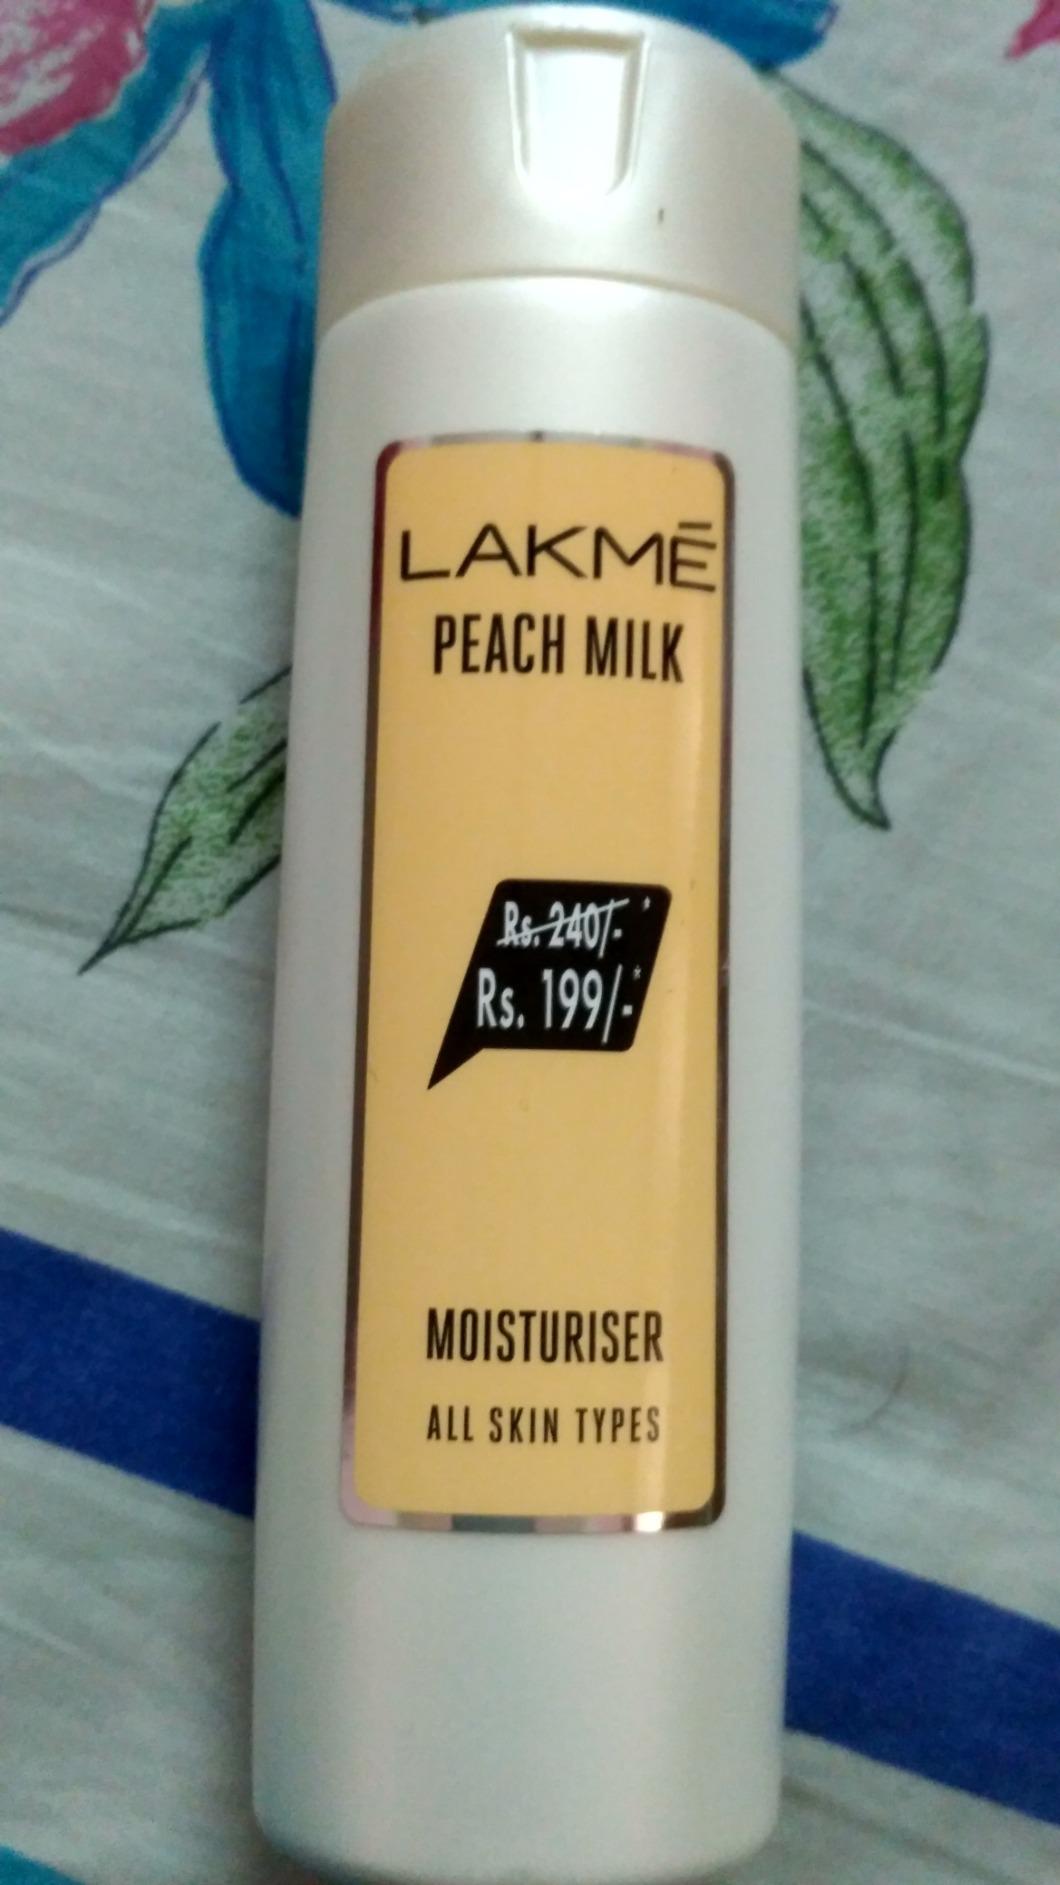 LAKMĒ
PEACH MILK
Rs. 240/- *
Rs. 199/- *
MOISTURISER
ALL SKIN TYPES